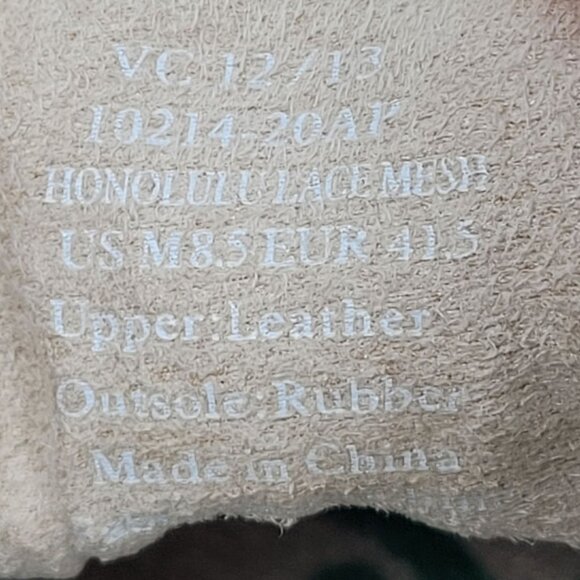 VC 12/13
10214-20AP
HONOLULU LACE MESH
US M8.5 EUR 41.5
Upper:Leather
Outsole:Rubber
Made in China